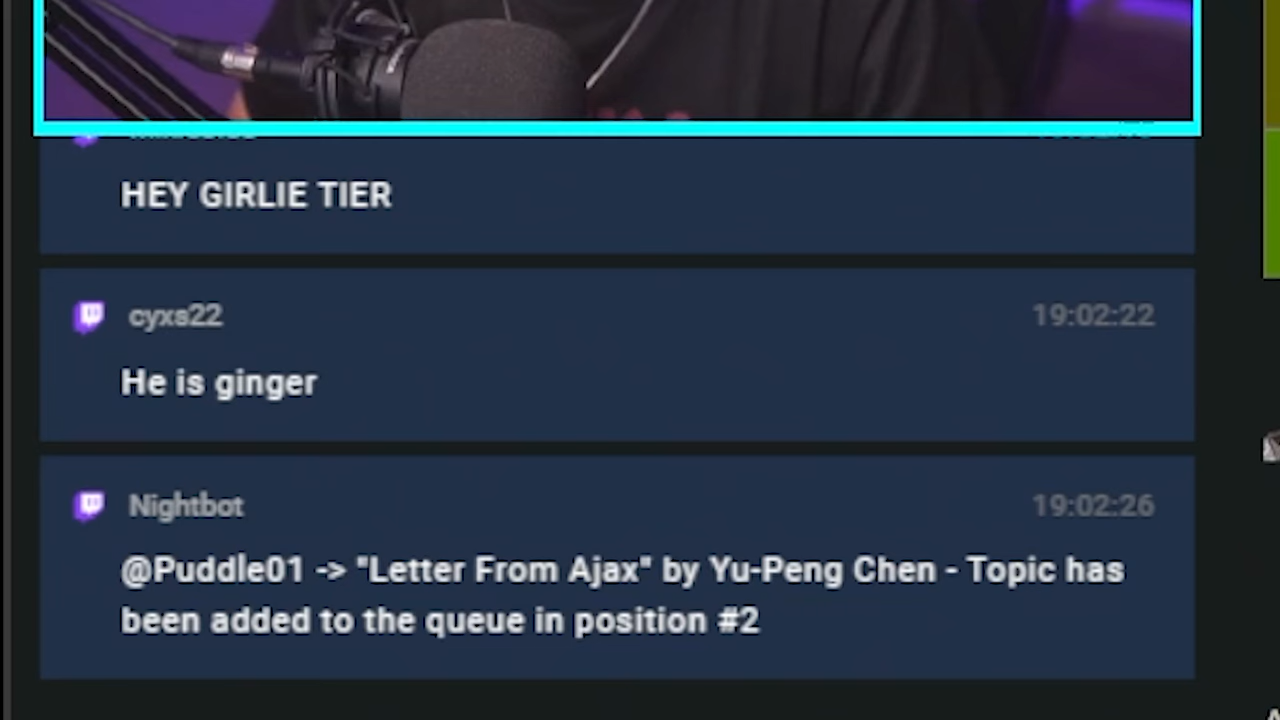 HEY GIRLIE TIER
cyxs22 19:02:22
He is ginger
Nightbot 19:02:26
@Puddle01 -> "Letter From Ajax" by Yu-Peng Chen - Topic has
been added to the queue in position #2